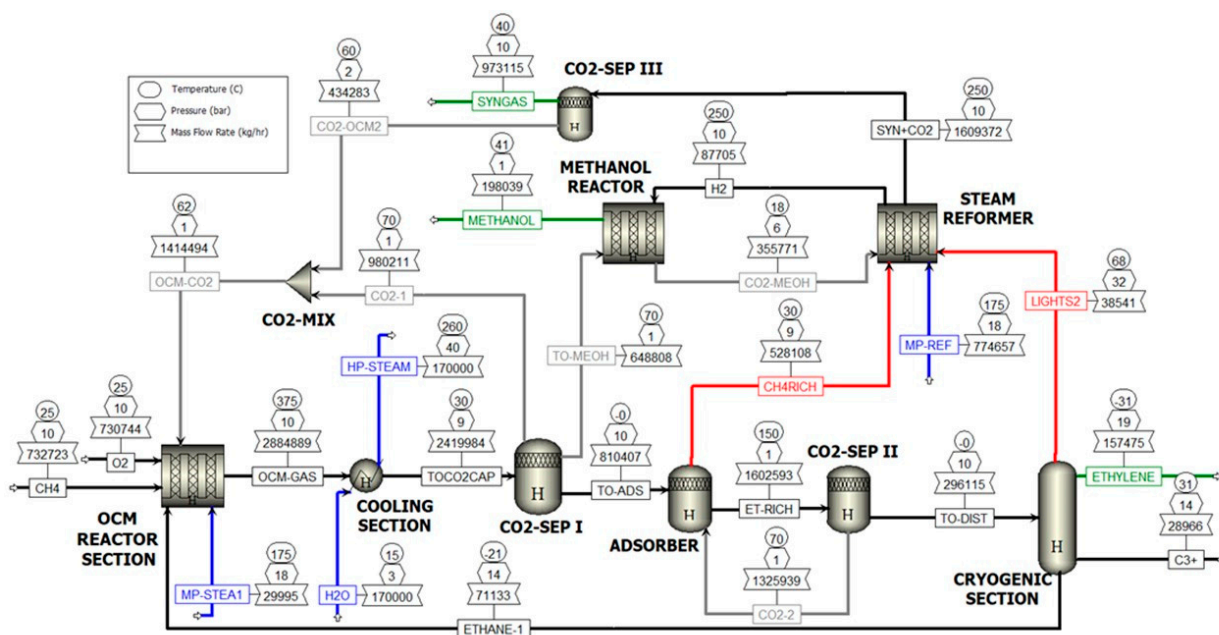 40
10
973115
SYNGAS
CO2-SEP III
H
60
2
434283
CO2-OCM2
Temperature (C)
Pressure (bar)
Mass Flow Rate (kg/hr)
250
10
1609372
SYN+CO2
250
10
87705
H2
METHANOL
REACTOR
41
1
198039
METHANOL
STEAM
REFORMER
18
6
355771
CO2-MEOH
62
1
1414494
OCM-CO2
70
1
980211
CO2-1
CO2-MIX
68
32
38541
LIGHTS2
175
18
774657
MP-REF
70
1
648808
TO-MEOH
30
9
528108
CH4RICH
260
40
170000
HP-STEAM
25
10
730744
O2
25
10
732723
CH4
375
10
2884889
OCM-GAS
30
9
2419984
TOCO2CAP
-0
10
810407
TO-ADS
150
1
1602593
ET-RICH
CO2-SEP II
H
-0
10
296115
TO-DIST
-31
19
157475
ETHYLENE
31
14
28966
C3+
H
OCM
REACTOR
SECTION
H
COOLING
SECTION
H
CO2-SEP I
H
ADSORBER
H
CRYOGENIC
SECTION
175
18
29995
MP-STEA1
15
3
170000
H2O
-21
14
71133
ETHANE-1
70
1
1325939
CO2-2